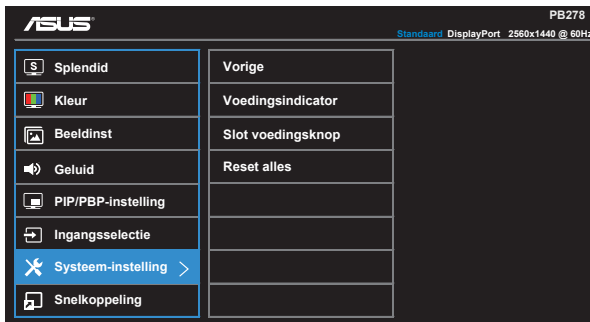 ASUS
PB278
Standaard DisplayPort 2560x1440 @ 60Hz
S Splendid
Kleur
Beeldinst
Geluid
PIP/PBP-instelling
Ingangsselectie
Systeem-instelling >
Snelkoppeling
Vorige
Voedingsindicator
Slot voedingsknop
Reset alles